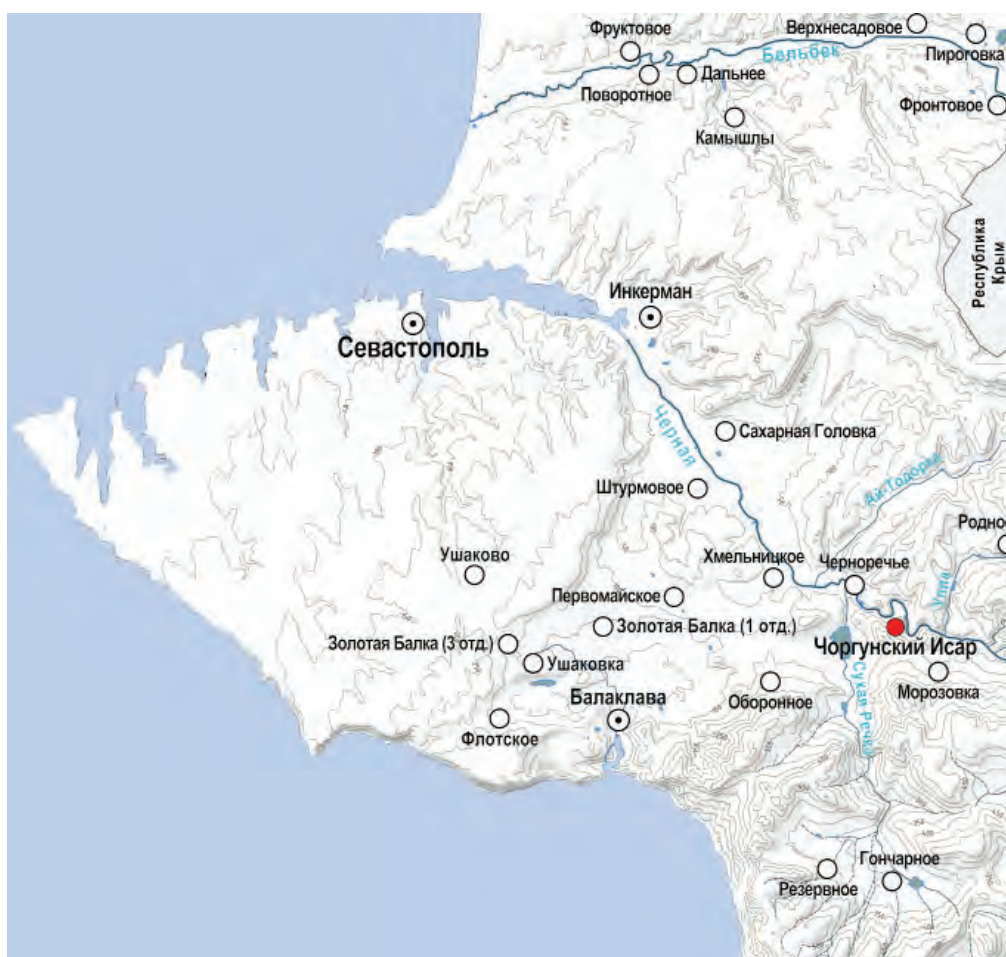 Фруктовое
Верхнесадовое
Пироговка
Бельбек
Поворотное
Дальнее
Фронтовое
Камышлы
Республика
Крым
Инкерман
Севастополь
Черная
Сахарная Головка
Ай-Тодорка
Штурмовое
Родное
Ушаково
Хмельницкое
Черноречье
Уппа
Первомайское
Золотая Балка (1 отд.)
Золотая Балка (3 отд.)
Чоргунский Исар
Ушаковка
Сухая Речка
Морозовка
Оборонное
Балаклава
Флотское
Гончарное
Резервное